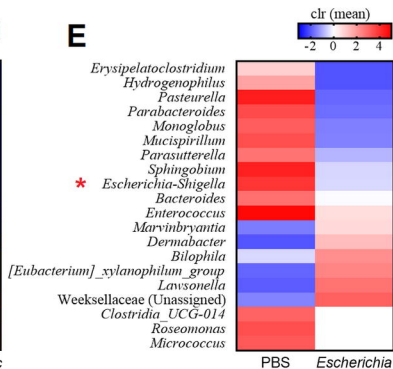 E
clr (mean)
-2 0 2 4
Erysipelatoclostridium
Hydrogenophilus
Pasteurella
Parabacteroides
Monoglobus
Mucispirillum
Parasutterella
Sphingobium
* Escherichia-Shigella
Bacteroides
Enterococcus
Marvinbryantia
Dermabacter
Bilophila
[Eubacterium]_xylanophilum_group
Lawsonella
Weeksellaceae (Unassigned)
Clostridia_UCG-014
Roseomonas
Micrococcus
c PBS Escherichia